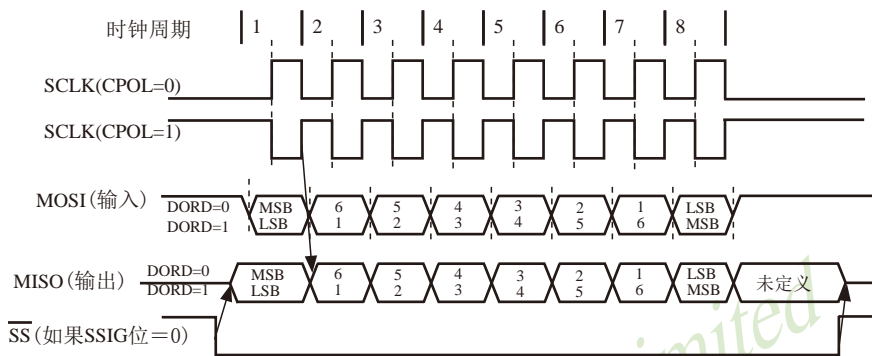 时钟周期 1 2 3 4 5 6 7 8
SCLK(CPOL=0)
SCLK(CPOL=1)
MOSI(输入) DORD=0 MSB 6 5 4 3 2 1 LSB
DORD=1 LSB 1 2 3 4 5 6 MSB
MISO(输出) DORD=0 MSB 6 5 4 3 2 1 LSB 未定义
DORD=1 LSB 1 2 3 4 5 6 MSB
SS(如果SSIG位=0)
imited